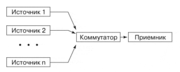 Источник 1
Источник 2
Коммутатор
Приемник
• • •
Источник n